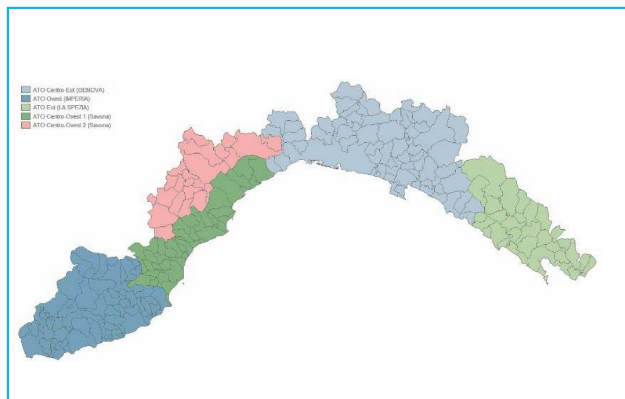 ATO Centro-Est (GENOVA)
ATO Ovest (IMPERIA)
ATO Est (LA SPEZIA)
ATO Centro-Ovest 1 (Savona)
ATO Centro-Ovest 2 (Savona)